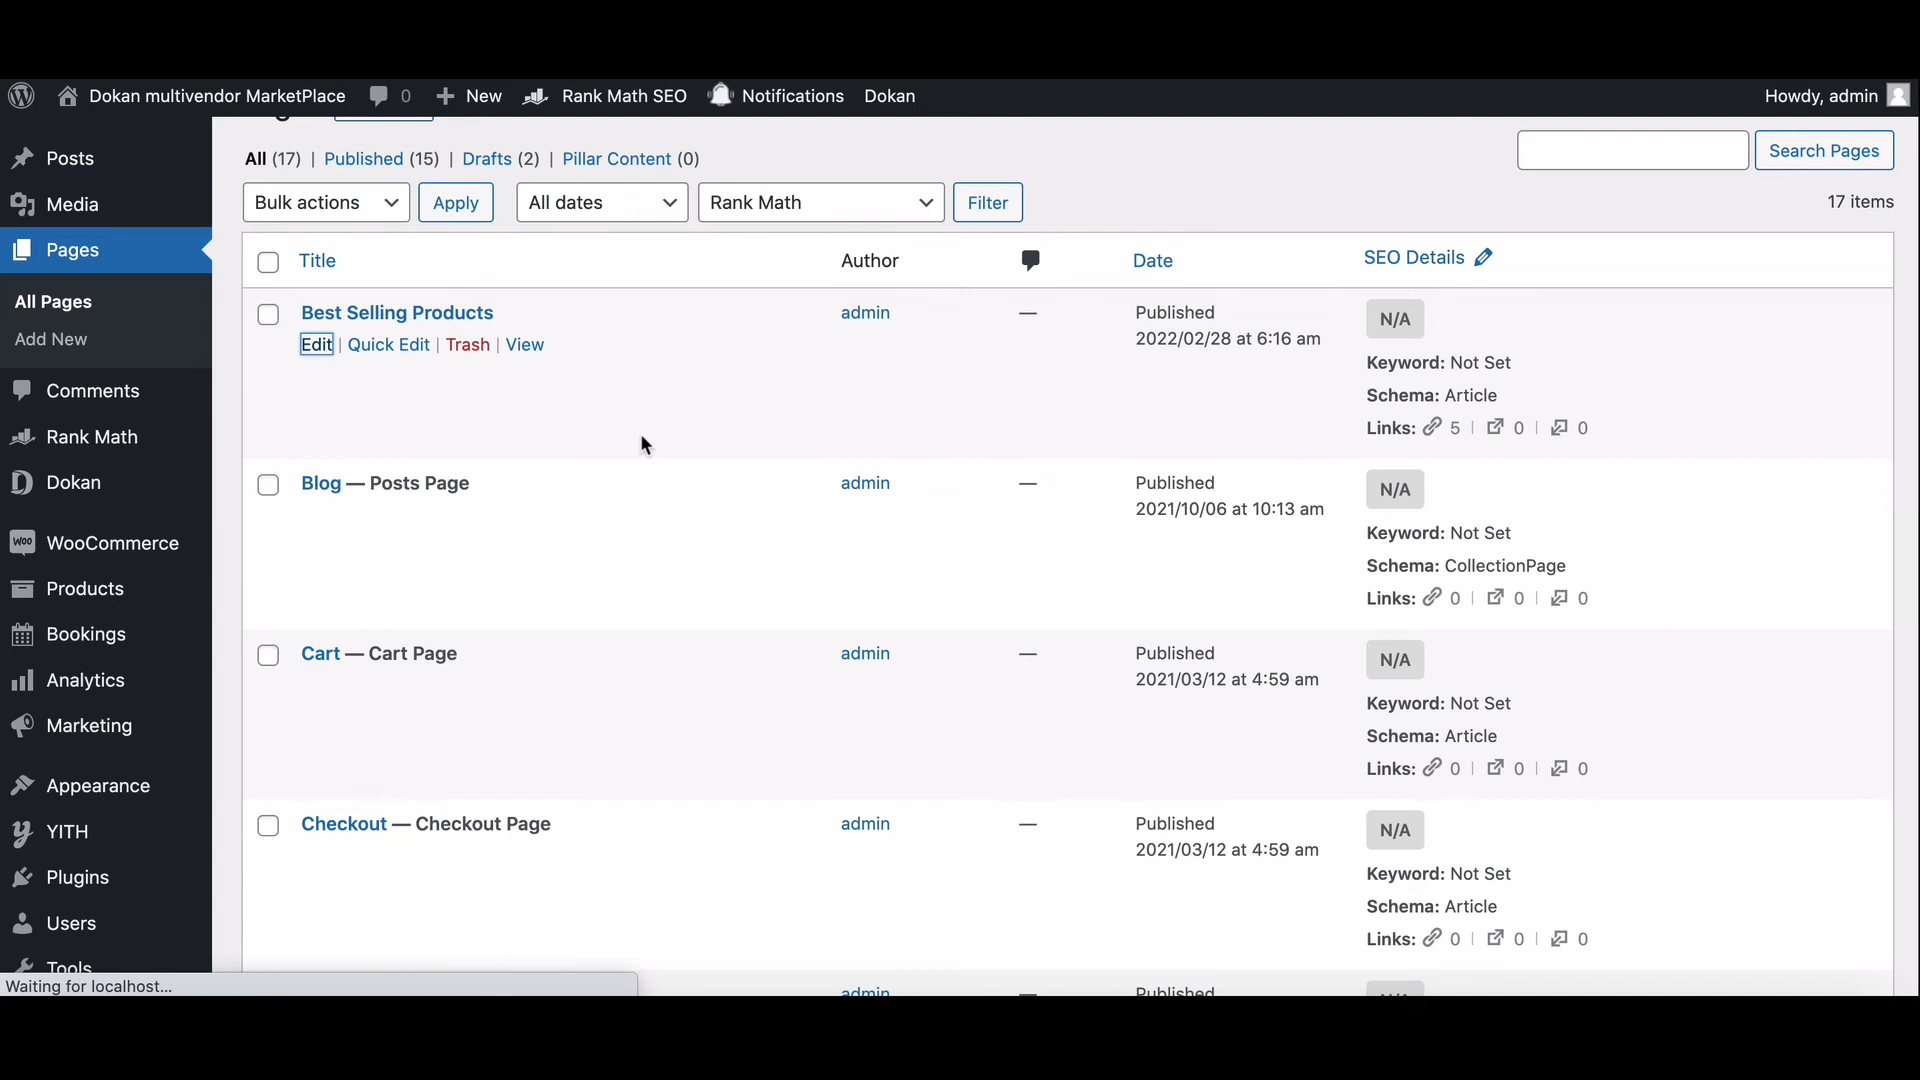 Dokan multivendor MarketPlace 0 New Rank Math SEO Notifications Dokan Howdy, admin
Posts
Media
Pages
All Pages
Add New
Comments
Rank Math
Dokan
WooCommerce
Products
Bookings
Analytics
Marketing
Appearance
YITH
Plugins
Users
Tools
Waiting for localhost...
All (17) | Published (15) | Drafts (2) | Pillar Content (0)
Search Pages
Bulk actions Apply All dates Rank Math Filter 17 items
Title Author Date SEO Details
Best Selling Products admin — Published N/A
Edit | Quick Edit | Trash | View 2022/02/28 at 6:16 am
Keyword: Not Set
Schema: Article
Links: 5 | 0 | 0
Blog — Posts Page admin — Published N/A
2021/10/06 at 10:13 am
Keyword: Not Set
Schema: CollectionPage
Links: 0 | 0 | 0
Cart — Cart Page admin — Published N/A
2021/03/12 at 4:59 am
Keyword: Not Set
Schema: Article
Links: 0 | 0 | 0
Checkout — Checkout Page admin — Published N/A
2021/03/12 at 4:59 am
Keyword: Not Set
Schema: Article
Links: 0 | 0 | 0
admin — Published